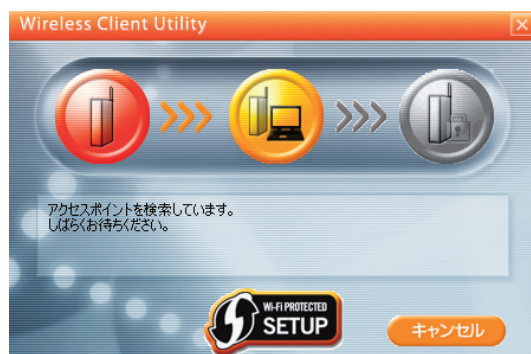 Wireless Client Utility
アクセスポイントを検索しています。
しばらくお待ちください。
Wi-Fi PROTECTED
SETUP
キャンセル